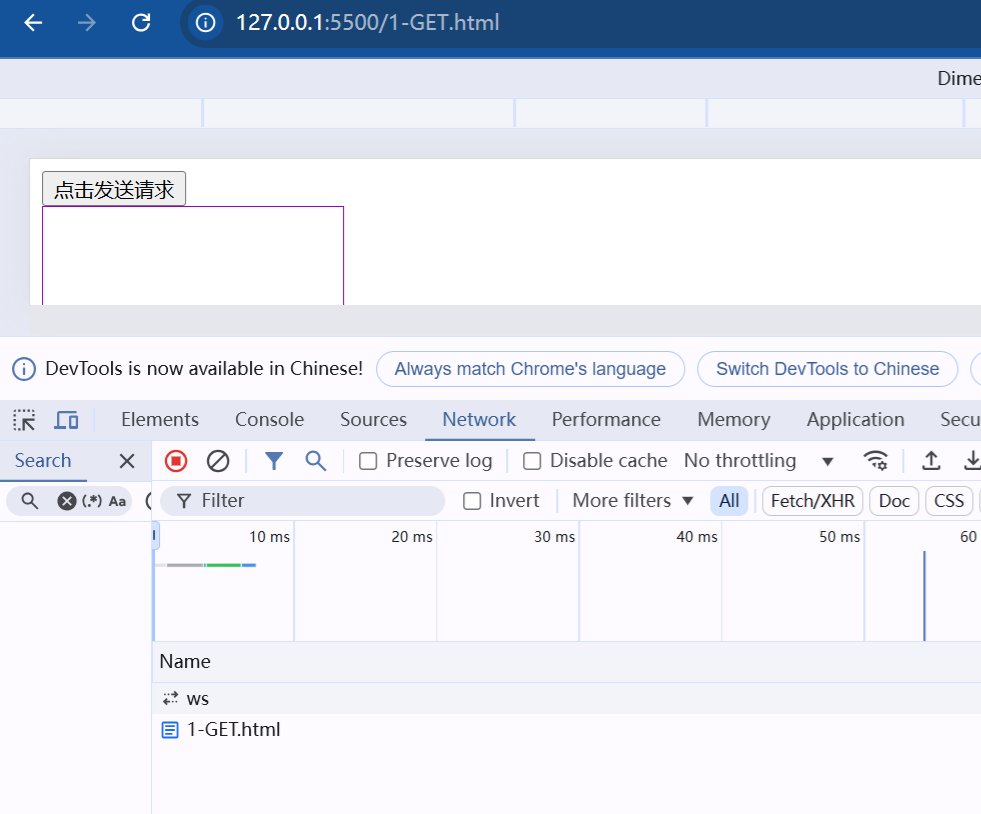 127.0.0.1:5500/1-GET.html
Dime
点击发送请求
DevTools is now available in Chinese! Always match Chrome's language Switch DevTools to Chinese
Elements Console Sources Network Performance Memory Application Secu
Search Preserve log Disable cache No throttling
(.*) Aa Filter Invert More filters All Fetch/XHR Doc CSS
10 ms 20 ms 30 ms 40 ms 50 ms 60
Name
ws
1-GET.html